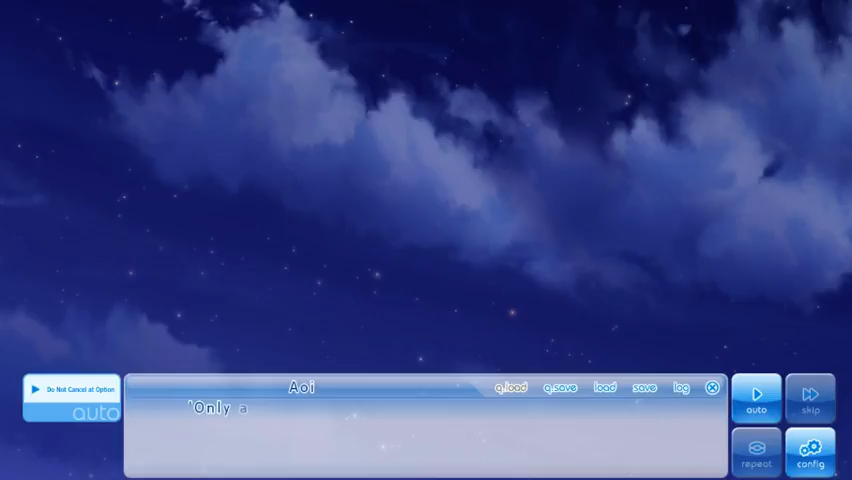 Do Not Cancel at Option
auto
Aoi
q.load q.save load save log
'Only a
auto
skip
repeat
config